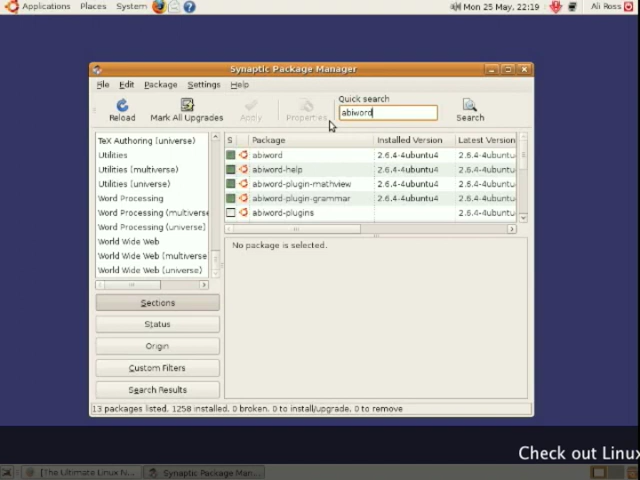 Applications Places System
Mon 25 May, 22:19
Ali Ross
Synaptic Package Manager
File Edit Package Settings Help
Quick search
abiword
Reload Mark All Upgrades Apply Properties Search
TeX Authoring (universe)
Utilities
Utilities (multiverse)
Utilities (universe)
Word Processing
Word Processing (multivers
Word Processing (universe)
World Wide Web
World Wide Web (multiverse
World Wide Web (universe)
S Package Installed Version Latest Version
abiword 2.6.4-4ubuntu4 2.6.4-4ubuntu
abiword-help 2.6.4-4ubuntu4 2.6.4-4ubuntu
abiword-plugin-mathview 2.6.4-4ubuntu4 2.6.4-4ubuntu
abiword-plugin-grammar 2.6.4-4ubuntu4 2.6.4-4ubuntu
abiword-plugins 2.6.4-4ubuntu
No package is selected.
Sections
Status
Origin
Custom Filters
Search Results
13 packages listed, 1258 installed, 0 broken. 0 to install/upgrade, 0 to remove
Check out Linux
[The Ultimate Linux N...
Synaptic Package Man...